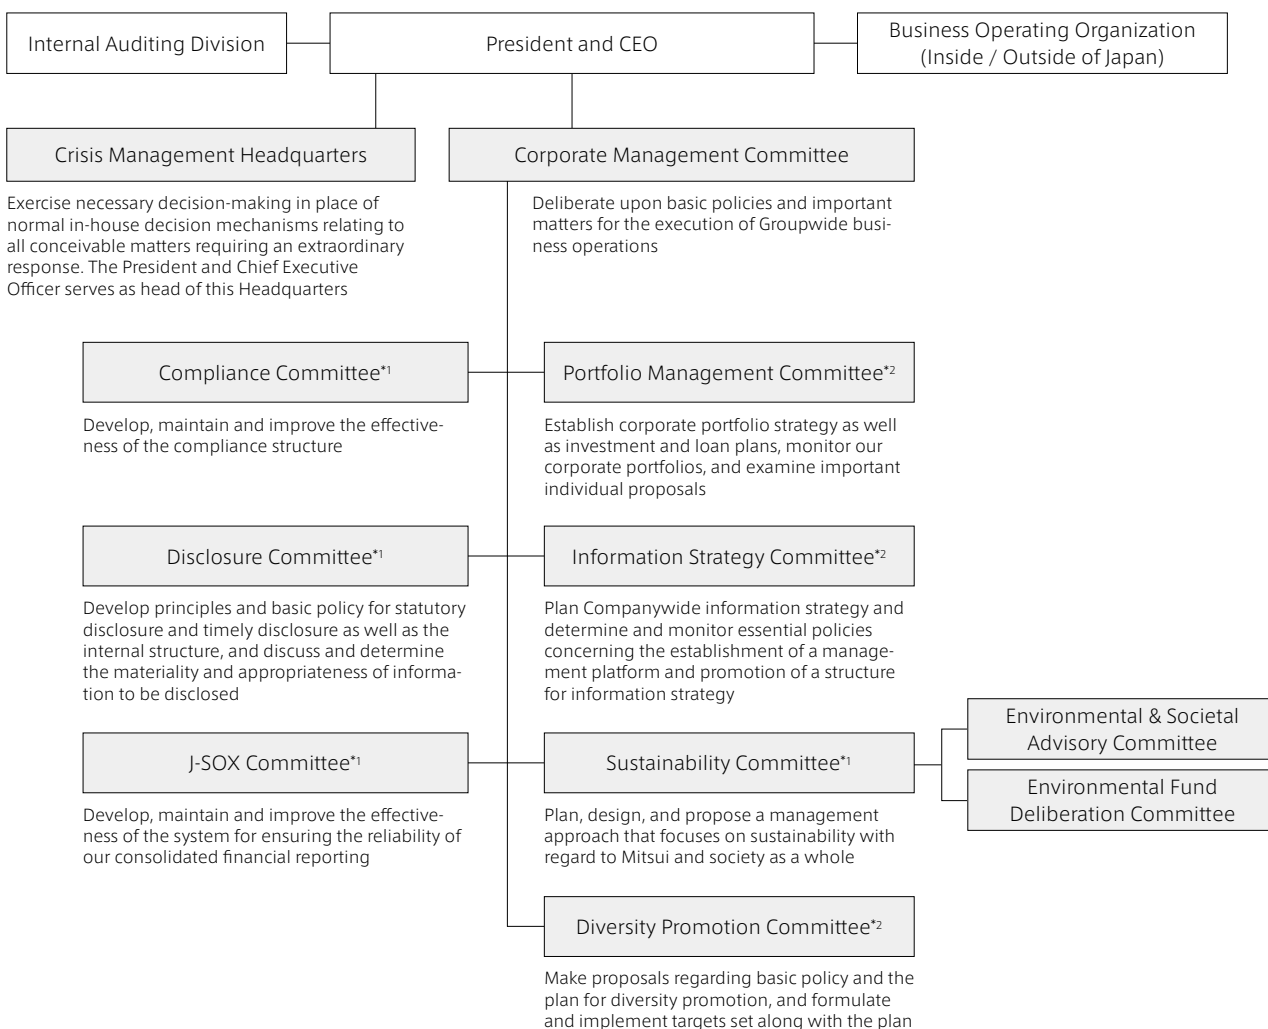 Internal Auditing Division
President and CEO
Business Operating Organization
(Inside / Outside of Japan)
Crisis Management Headquarters
Exercise necessary decision-making in place of
normal in-house decision mechanisms relating to
all conceivable matters requiring an extraordinary
response. The President and Chief Executive
Officer serves as head of this Headquarters
Corporate Management Committee
Deliberate upon basic policies and important
matters for the execution of Groupwide busi-
ness operations
Compliance Committee*1
Develop, maintain and improve the effective-
ness of the compliance structure
Portfolio Management Committee*2
Establish corporate portfolio strategy as well
as investment and loan plans, monitor our
corporate portfolios, and examine important
individual proposals
Disclosure Committee*1
Develop principles and basic policy for statutory
disclosure and timely disclosure as well as the
internal structure, and discuss and determine
the materiality and appropriateness of informa-
tion to be disclosed
Information Strategy Committee*2
Plan Companywide information strategy and
determine and monitor essential policies
concerning the establishment of a manage-
ment platform and promotion of a structure
for information strategy
J-SOX Committee*1
Develop, maintain and improve the effective-
ness of the system for ensuring the reliability of
our consolidated financial reporting
Sustainability Committee*1
Plan, design, and propose a management
approach that focuses on sustainability with
regard to Mitsui and society as a whole
Environmental & Societal
Advisory Committee
Environmental Fund
Deliberation Committee
Diversity Promotion Committee*2
Make proposals regarding basic policy and the
plan for diversity promotion, and formulate
and implement targets set along with the plan